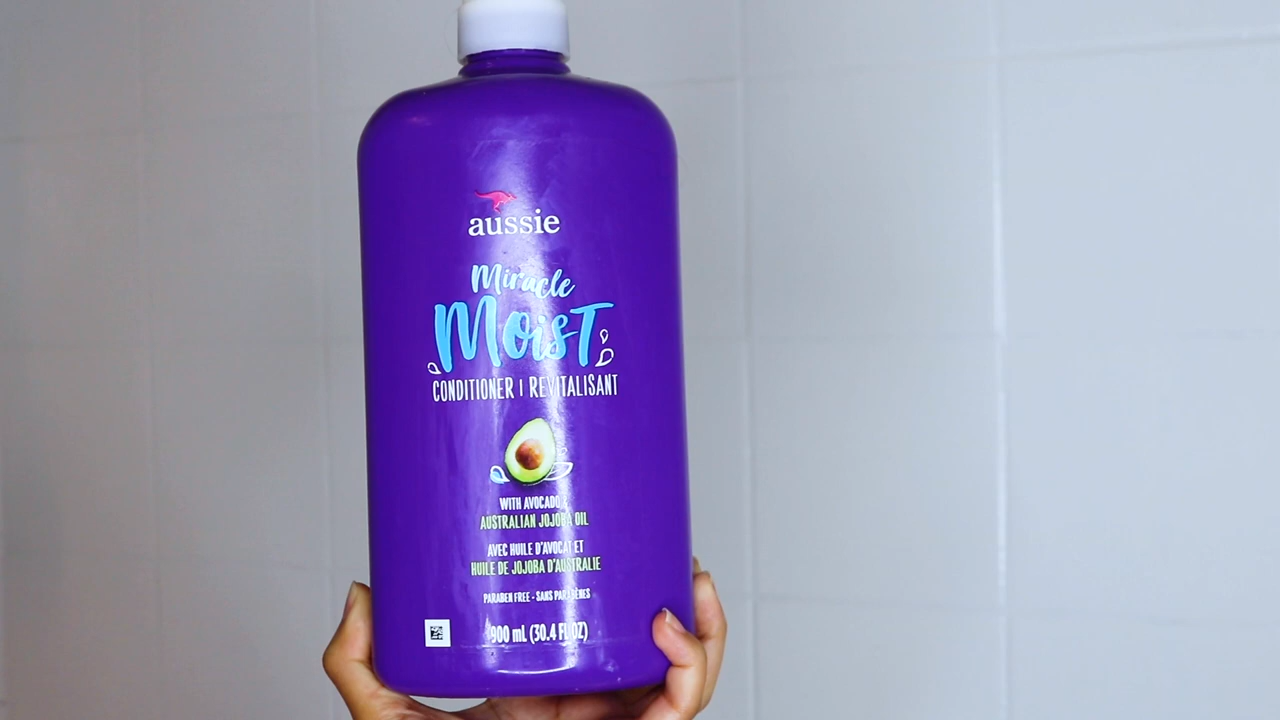 aussie
Miracle
Moist
CONDITIONER | REVITALISANT
WITH AVOCADO &
AUSTRALIAN JOJOBA OIL
AVEC HUILE D'AVOCAT ET
HUILE DE JOJOBA D'AUSTRALIE
PARABEN FREE - SANS PARABÈNES
900 mL (30.4 FL OZ)